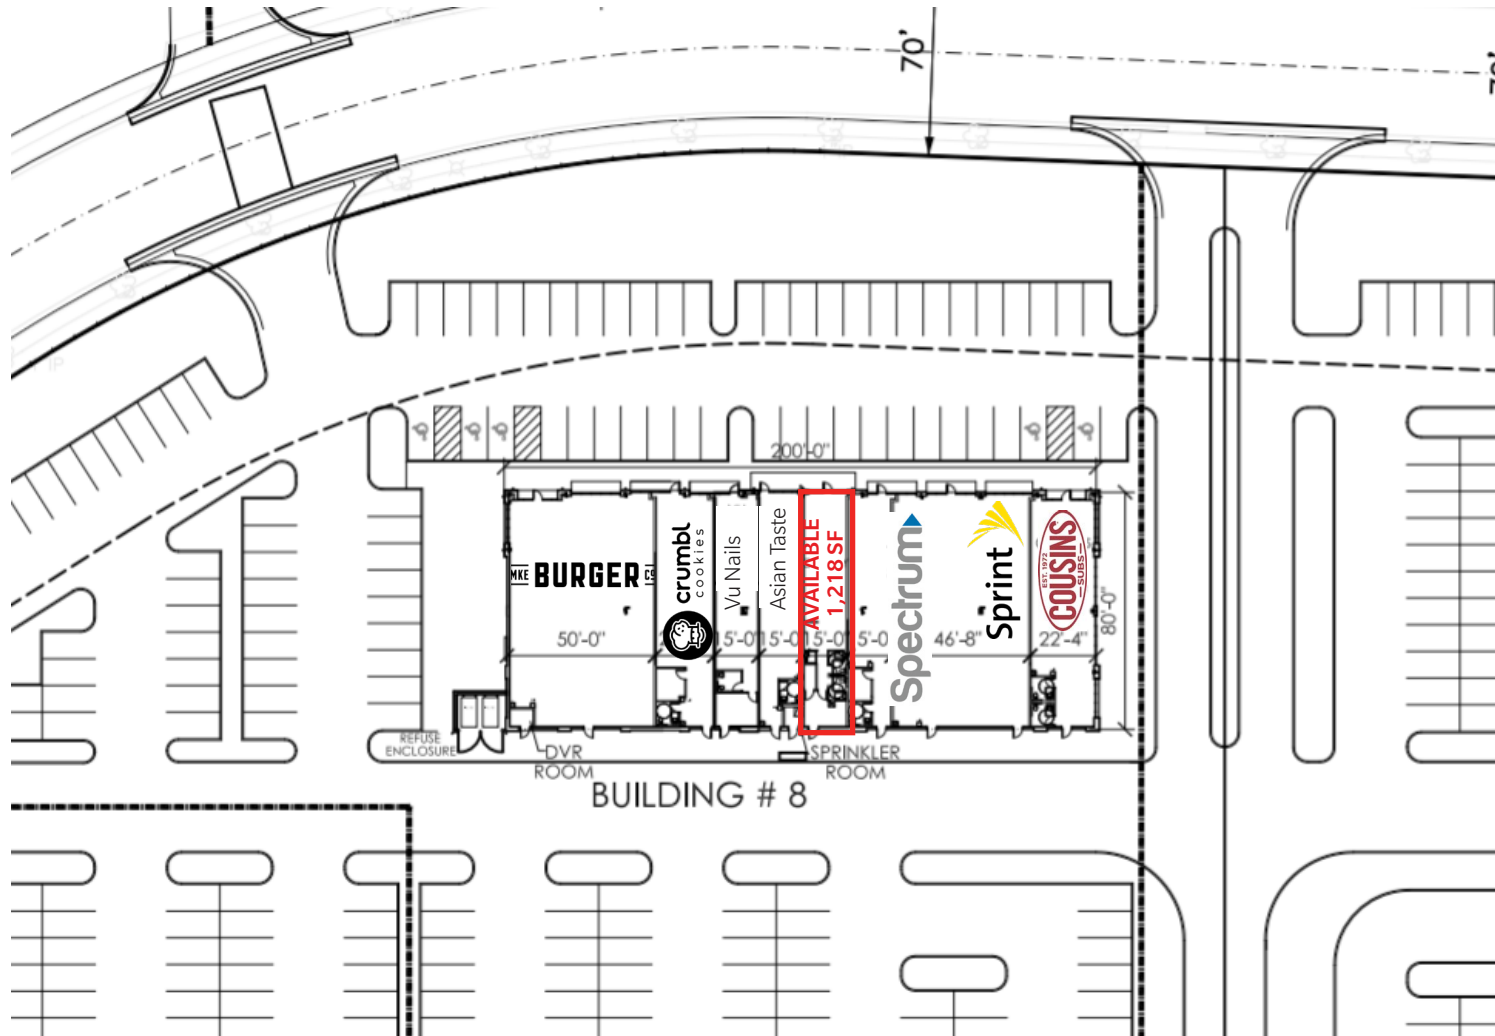 70'
IP
200'-0"
MKE BURGER CO
crumbl
cookies
Vu Nails
Asian Taste
AVAILABLE
1,218 SF
Spectrum
Sprint
EST. 1972
COUSINS
SUBS
50'-0"
15'-0"
15'-0"
15'-0"
5'-0"
46'-8"
22'-4"
80'-0"
REFUSE
ENCLOSURE
DVR
ROOM
SPRINKLER
ROOM
BUILDING # 8